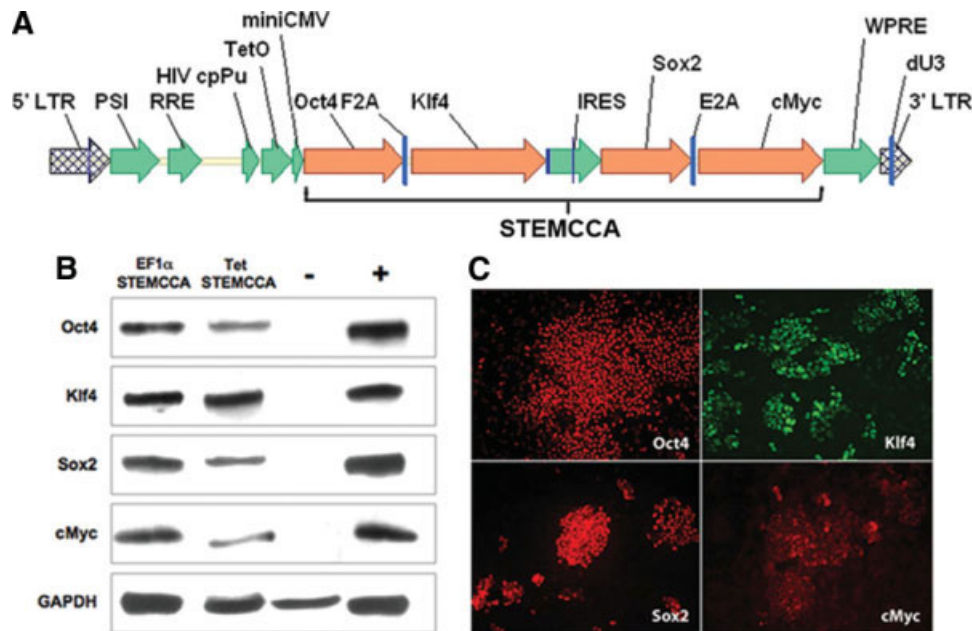 A
miniCMV
WPRE
TetO
HIV cpPu
Sox2
dU3
5' LTR PSI RRE Oct4 F2A Klf4 IRES E2A cMyc 3' LTR
STEMCCA
B
EF1α Tet - +
STEMCCA STEMCCA
Oct4
Klf4
Sox2
cMyc
GAPDH
C
Oct4 Klf4
Sox2 cMyc